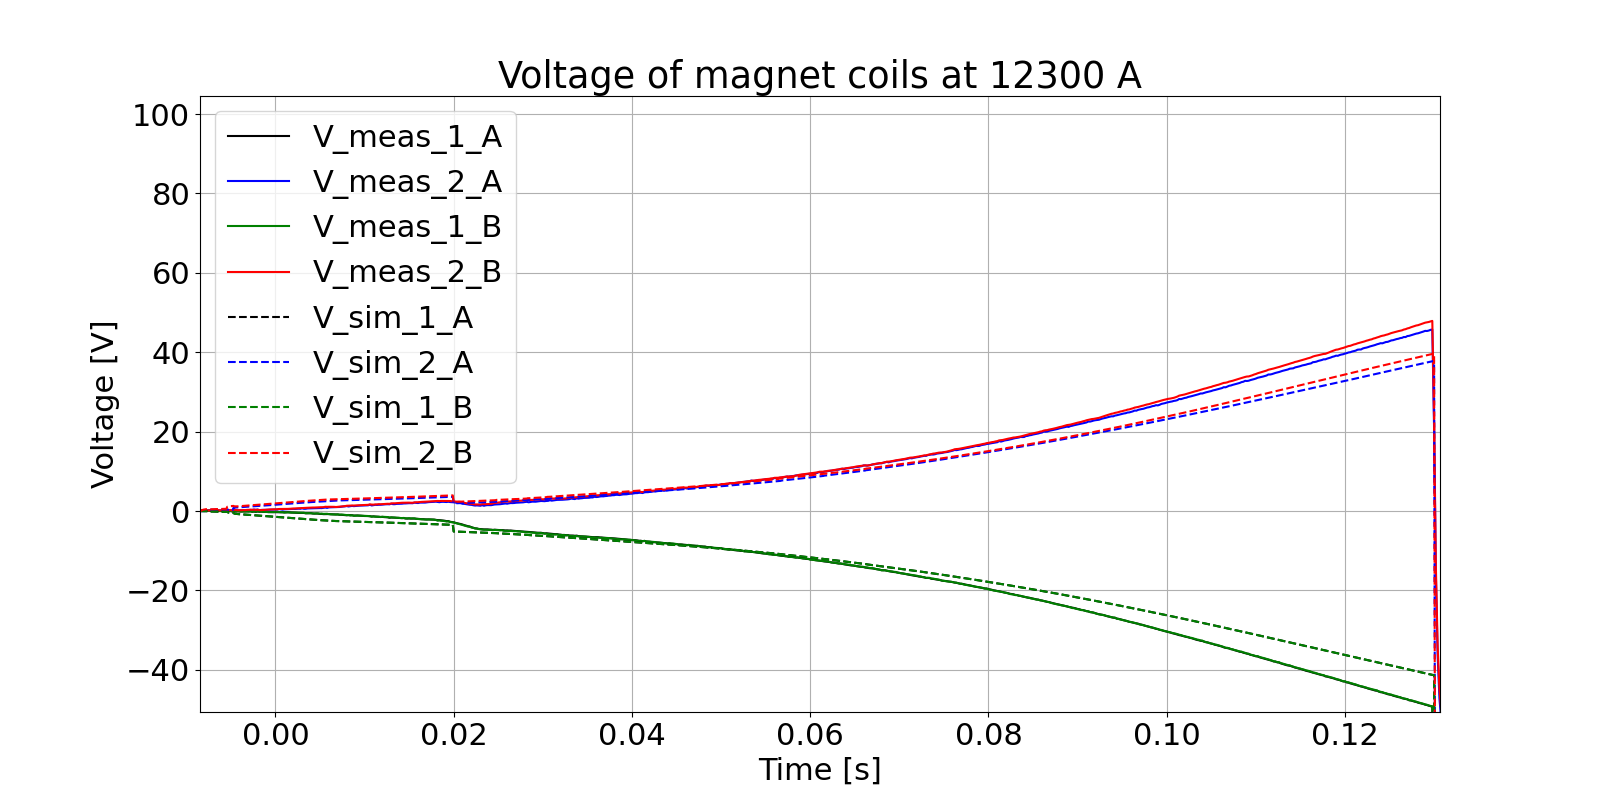 Voltage of magnet coils at 12300 A
100
80
60
40
20
0
−20
−40
Voltage [V]
V_meas_1_A
V_meas_2_A
V_meas_1_B
V_meas_2_B
V_sim_1_A
V_sim_2_A
V_sim_1_B
V_sim_2_B
0.00 0.02 0.04 0.06 0.08 0.10 0.12
Time [s]